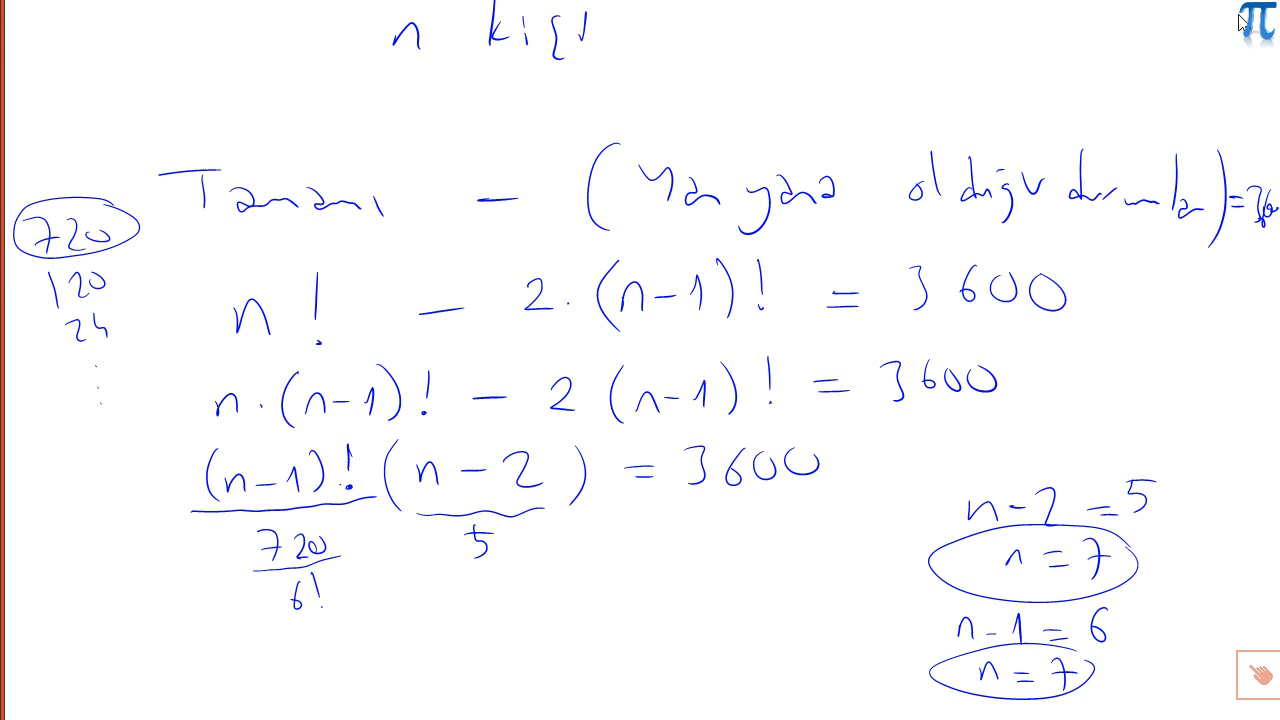 n kişi
Tamamı - (Yan yana olduğu durumlar) = 36
n! - 2.(n-1)! = 3600
n.(n-1)! - 2(n-1)! = 3600
(n-1)! (n-2) = 3600
720 5
6!
720
120
24
:
n-2 = 5
n = 7
n-1 = 6
n = 7
π